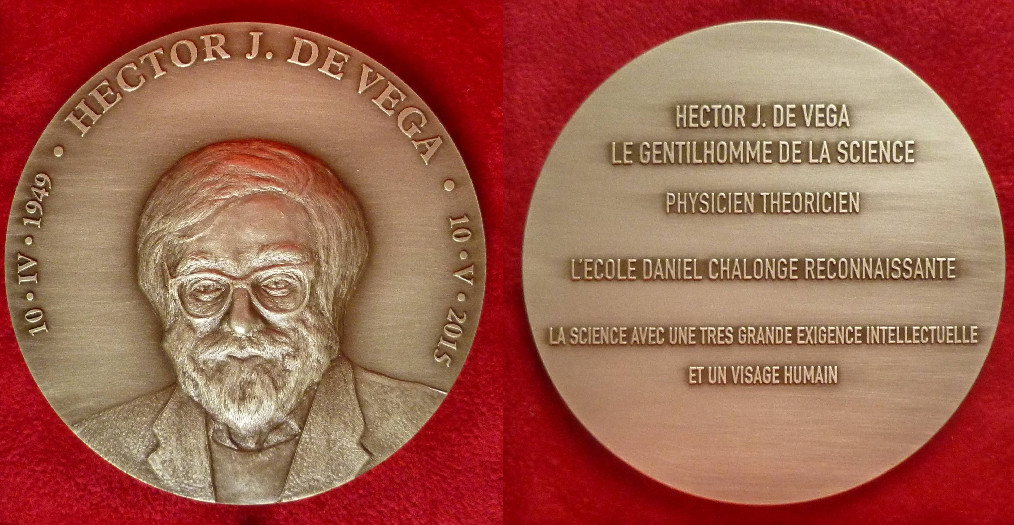 HECTOR J. DE VEGA
10 • IV • 1949
10 • V • 2015
HECTOR J. DE VEGA
LE GENTILHOMME DE LA SCIENCE
PHYSICIEN THEORICIEN
L'ECOLE DANIEL CHALONGE RECONNAISSANTE
LA SCIENCE AVEC UNE TRES GRANDE EXIGENCE INTELLECTUELLE
ET UN VISAGE HUMAIN